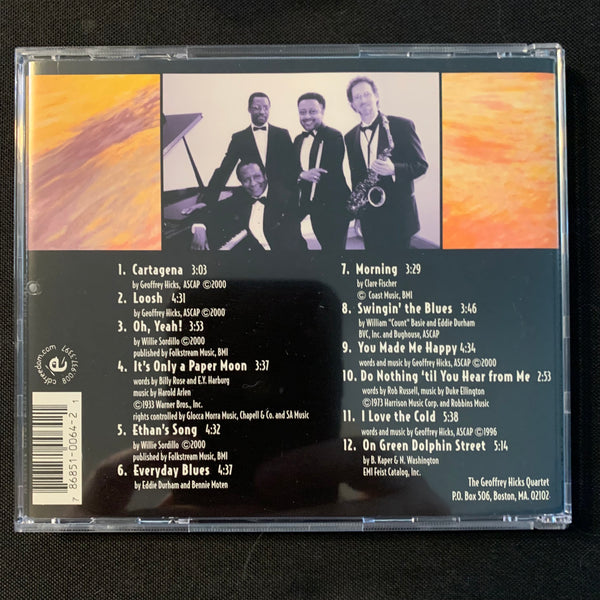 1. Cartagena 3:03
by Geoffrey Hicks, ASCAP ©2000
2. Loosh 4:31
by Geoffrey Hicks, ASCAP ©2000
3. Oh, Yeah! 3:53
by Willie Sordillo ©2000
published by Folkstream Music, BMI
4. It's Only a Paper Moon 3:37
words by Billy Rose and E.Y. Harburg
music by Harold Arlen
©1933 Warner Bros., Inc.
rights controlled by Glocca Morra Music, Chapell & Co. and SA Music
5. Ethan's Song 4:32
by Willie Sordillo ©2000
published by Folkstream Music, BMI
6. Everyday Blues 4:37
by Eddie Durham and Bennie Moten
7. Morning 3:29
by Clare Fischer
© Coast Music, BMI
8. Swingin' the Blues 3:46
by William "Count" Basie and Eddie Durham
BVC, Inc. and Bughouse, ASCAP
9. You Made Me Happy 4:34
words and music by Geoffrey Hicks, ASCAP ©2000
10. Do Nothing 'til You Hear from Me 2:53
words by Rob Russell, music by Duke Ellington
©1973 Harrison Music Corp. and Robbins Music
11. I Love the Cold 5:38
words and music by Geoffrey Hicks, ASCAP ©1996
12. On Green Dolphin Street 5:14
by B. Kaper & N. Washington
EMI Feist Catalog, Inc.
The Geoffrey Hicks Quartet
P.O. Box 506, Boston, MA. 02102
cdfreedom.com
800 967 3397
7 86851 0064-2 1